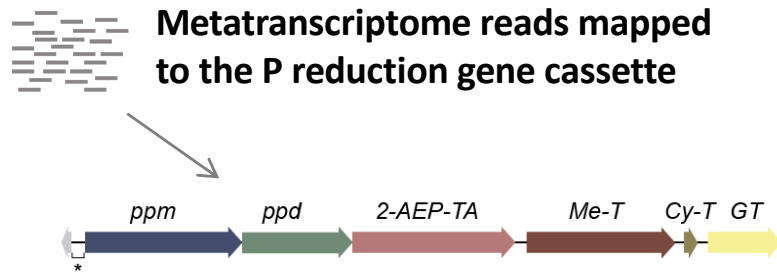 Metatranscriptome reads mapped
to the P reduction gene cassette
ppm ppd 2-AEP-TA Me-T Cy-T GT
*